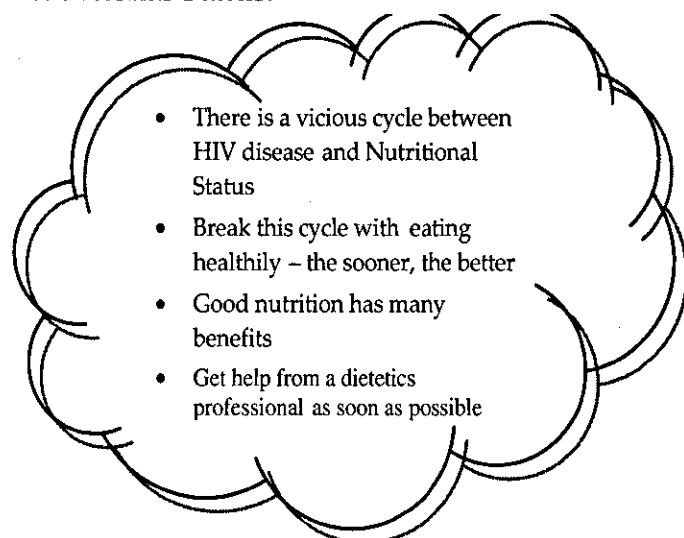 • There is a vicious cycle between
HIV disease and Nutritional
Status
• Break this cycle with eating
healthily – the sooner, the better
• Good nutrition has many
benefits
• Get help from a dietetics
professional as soon as possible